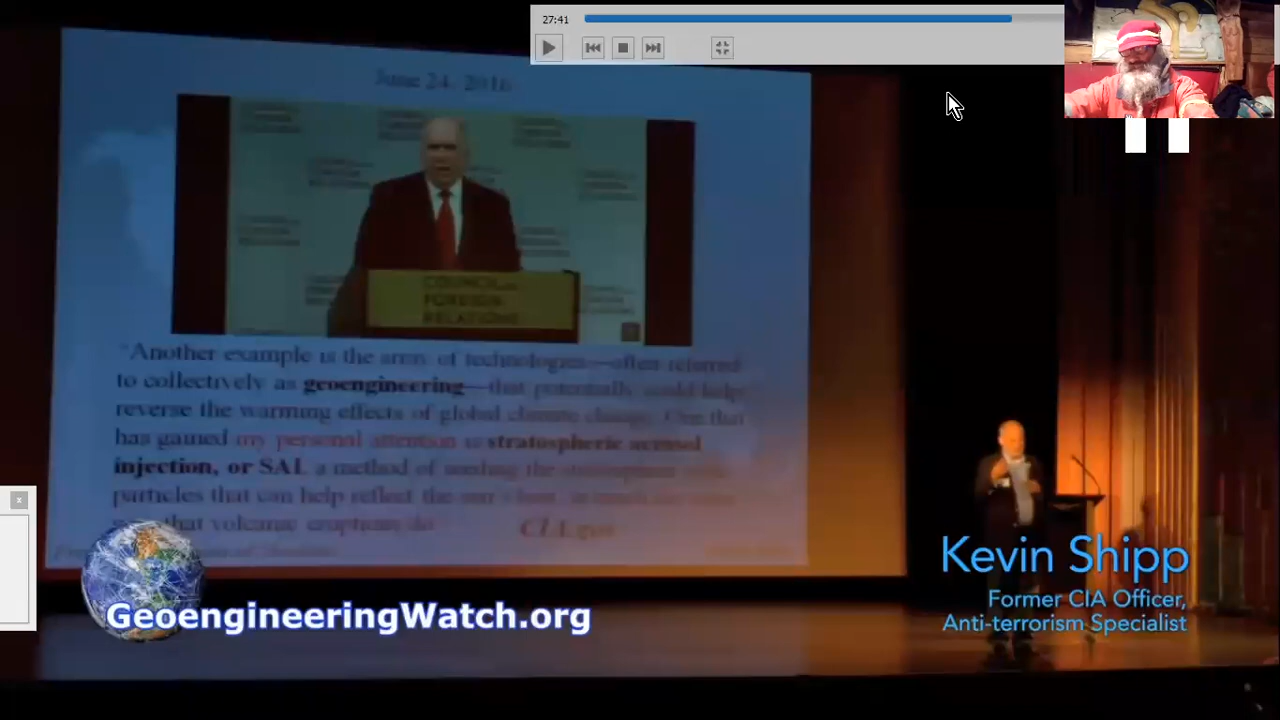 27:41
June 24, 2016
COUNCIL on
FOREIGN
RELATIONS
"Another example is the array of technologies—often referred
to collectively as geoengineering—that potentially could help
reverse the warming effects of global climate change. One that
has gained my personal attention is stratospheric aerosol
injection, or SAI, a method of seeding the stratosphere with
particles that can help reflect the sun's heat, in much the same
that volcanic eruptions do
CIA.gov
GeoengineeringWatch.org
Kevin Shipp
Former CIA Officer,
Anti-terrorism Specialist
x